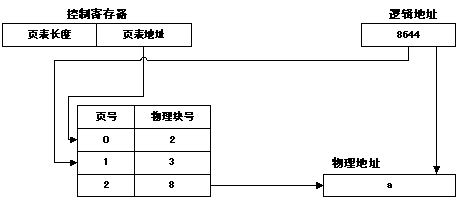 控制寄存器
逻辑地址
页表长度 页表地址
8644
页号 物理块号
0 2
1 3
物理地址
2 8
a